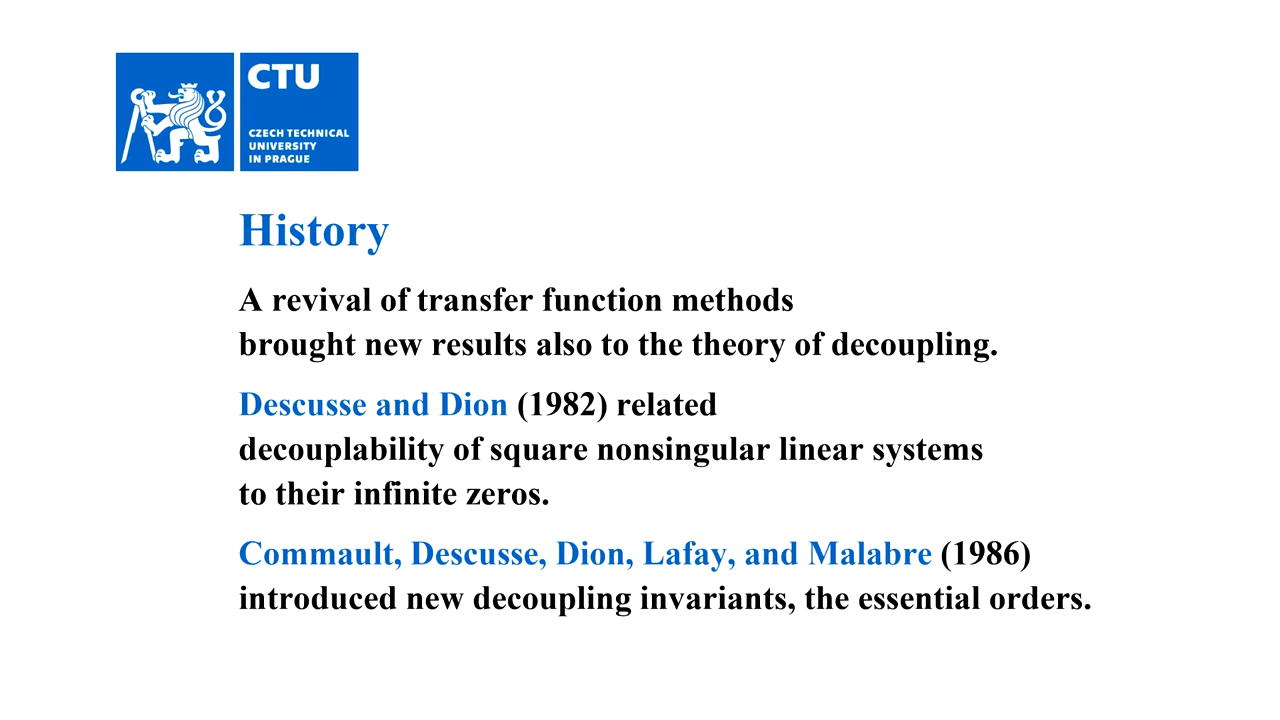 CTU
CZECH TECHNICAL
UNIVERSITY
IN PRAGUE
History
A revival of transfer function methods
brought new results also to the theory of decoupling.
Descusse and Dion (1982) related
decouplability of square nonsingular linear systems
to their infinite zeros.
Commault, Descusse, Dion, Lafay, and Malabre (1986)
introduced new decoupling invariants, the essential orders.